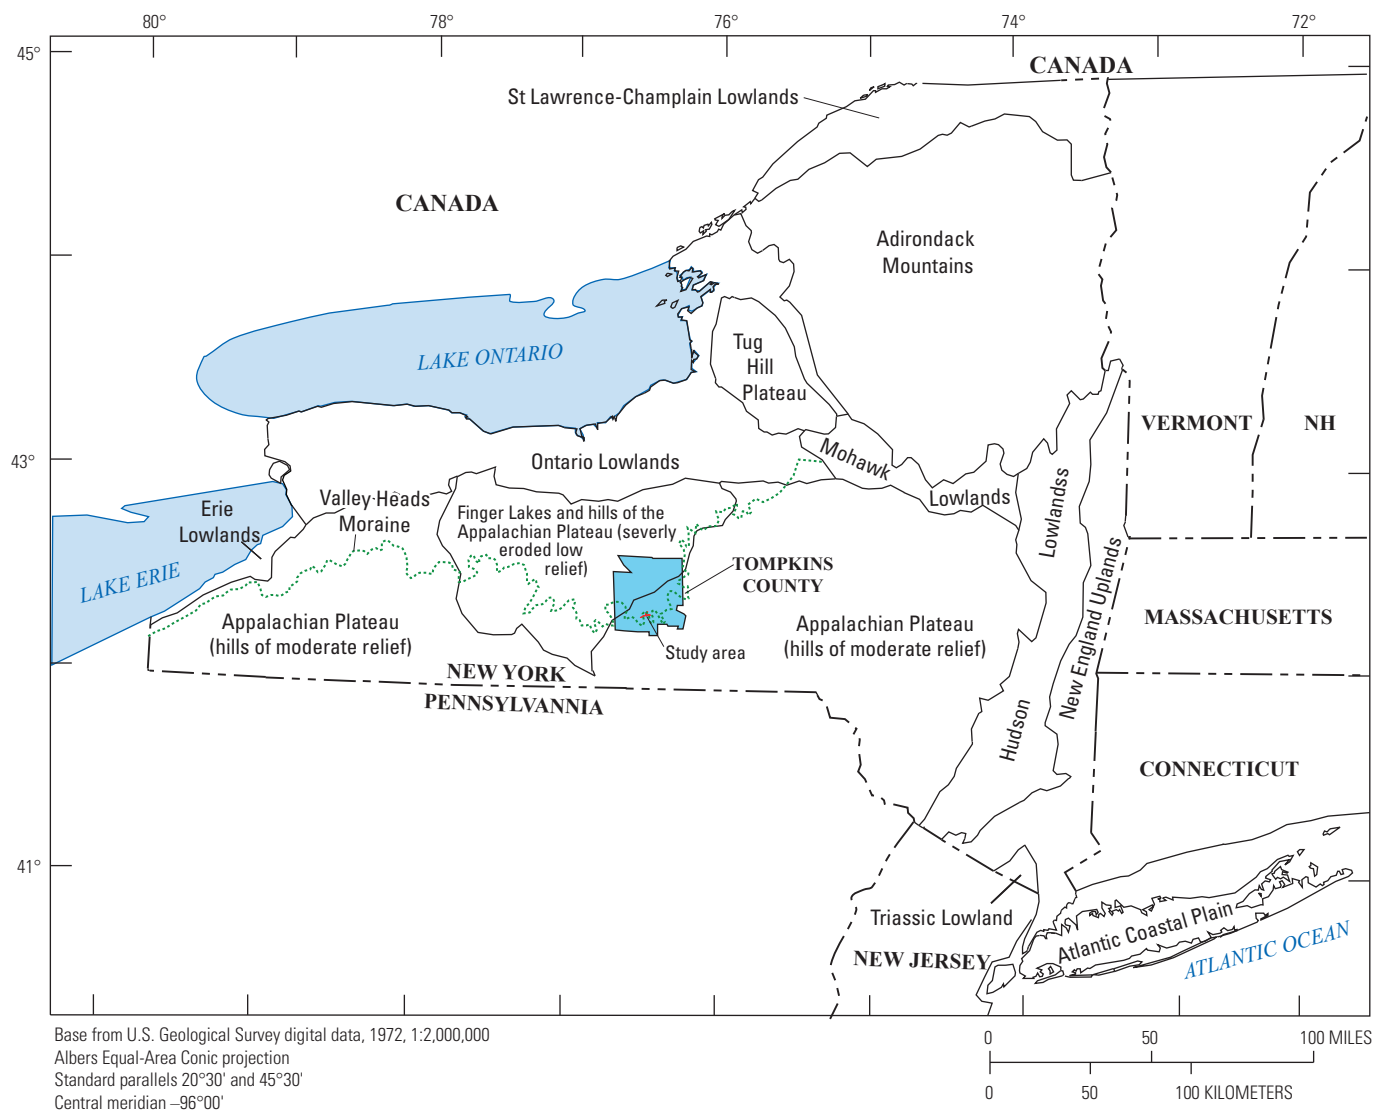 80°
78°
76°
74°
72°
45°
CANADA
St Lawrence-Champlain Lowlands
CANADA
Adirondack
Mountains
LAKE ONTARIO
Tug
Hill
Plateau
VERMONT
NH
43°
Ontario Lowlands
Mohawk
Lowlands
Lowlandss
Valley-Heads
Moraine
Erie
Lowlands
Finger Lakes and hills of the
Appalachian Plateau (severly
eroded low
relief)
TOMPKINS
COUNTY
LAKE ERIE
New England Uplands
MASSACHUSETTS
Appalachian Plateau
(hills of moderate relief)
Appalachian Plateau
(hills of moderate relief)
Study area
NEW YORK
PENNSYLVANNIA
Hudson
CONNECTICUT
41°
Triassic Lowland
Atlantic Coastal Plain
NEW JERSEY
ATLANTIC OCEAN
Base from U.S. Geological Survey digital data, 1972, 1:2,000,000
Albers Equal-Area Conic projection
Standard parallels 20°30' and 45°30'
Central meridian –96°00'
0 50 100 MILES
0 50 100 KILOMETERS